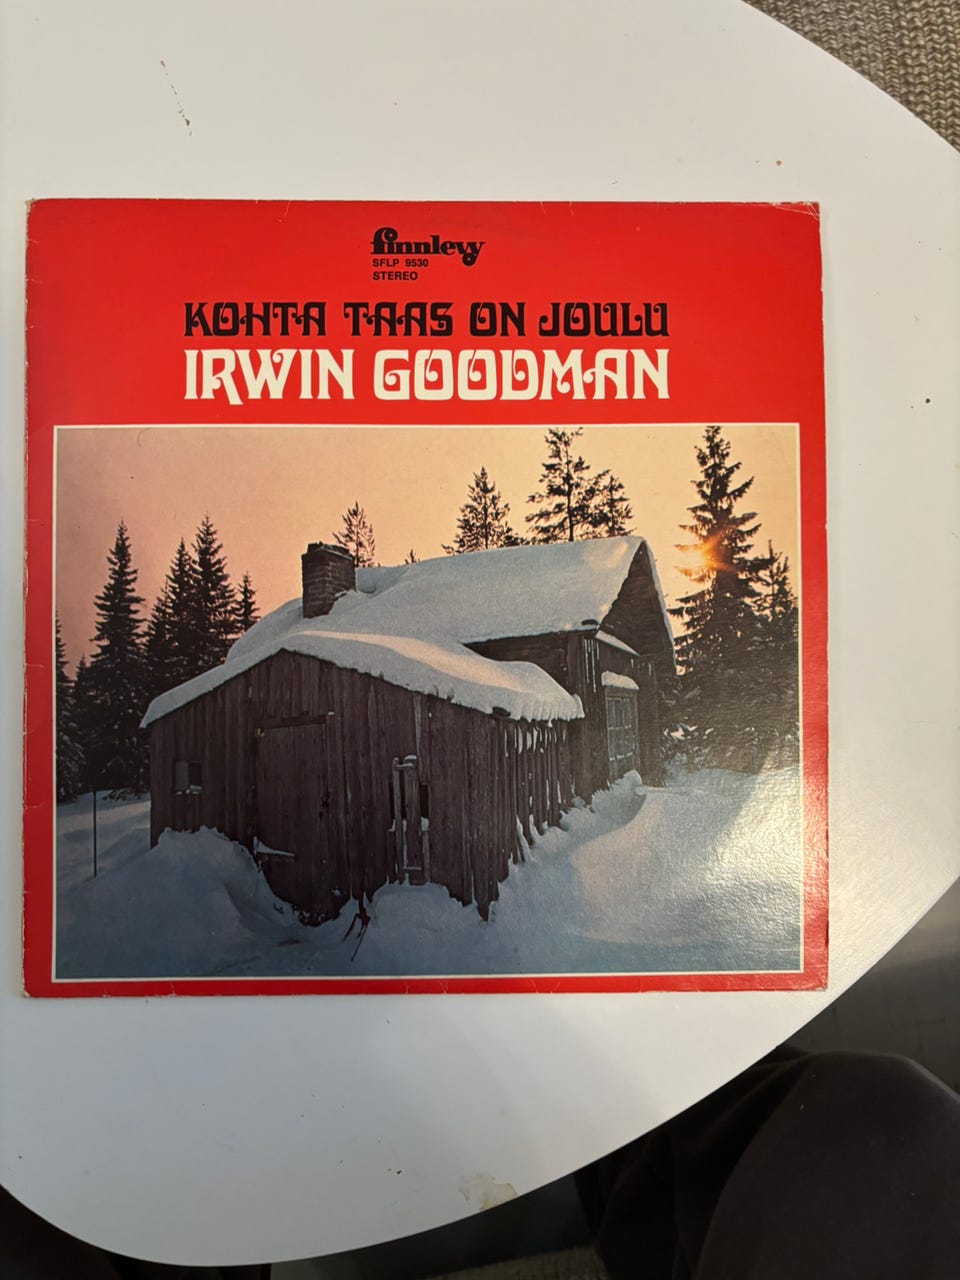 finnlevy
SFLP 9530
STEREO
KOHTA TAAS ON JOULU
IRWIN GOODMAN